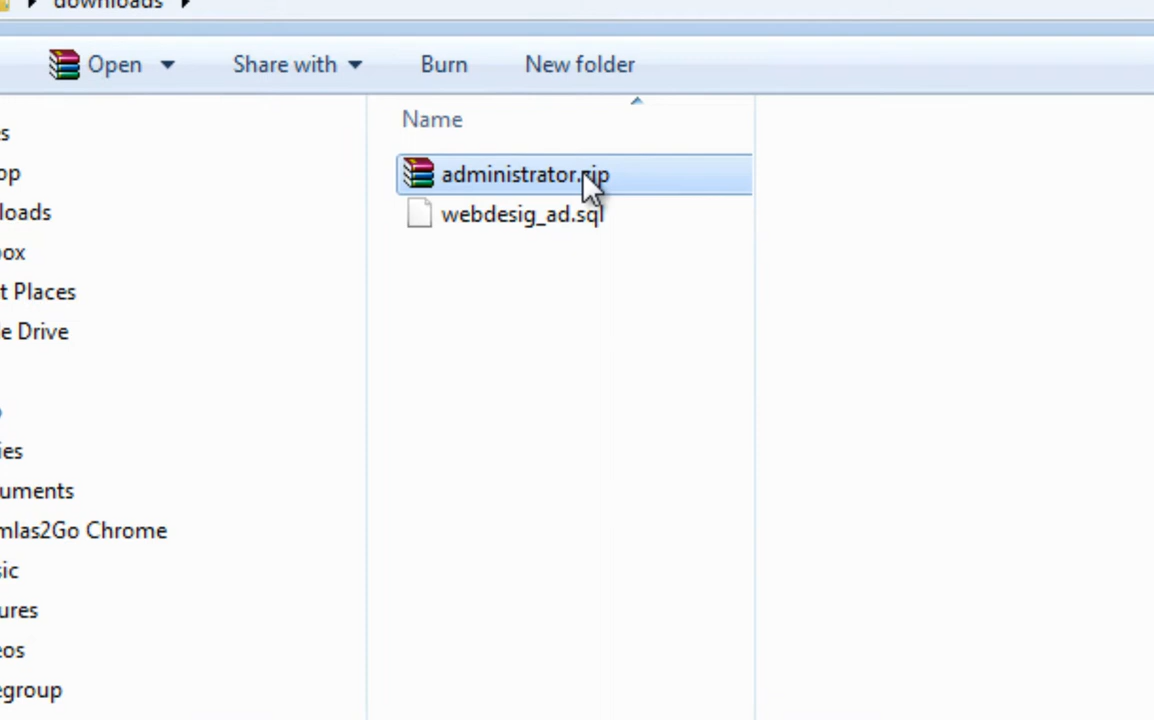 downloads
Open
Share with
Burn
New folder
Name
administrator.zip
webdesig_ad.sql
s
op
loads
ox
t Places
e Drive
ies
uments
mlas2Go Chrome
sic
ures
eos
egroup